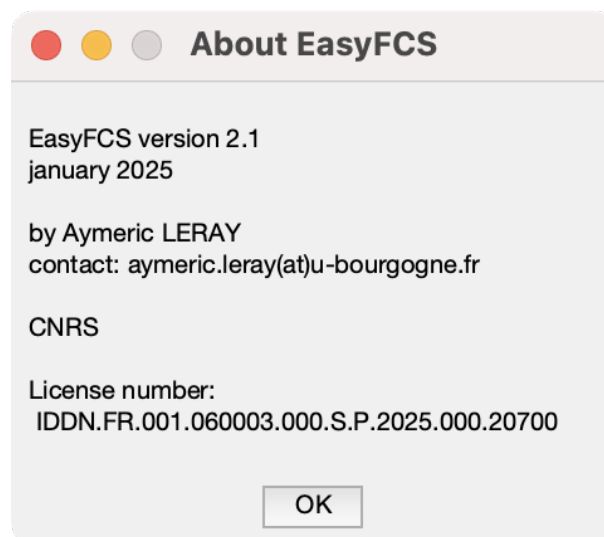 About EasyFCS
EasyFCS version 2.1
january 2025
by Aymeric LERAY
contact: aymeric.leray(at)u-bourgogne.fr
CNRS
License number:
IDDN.FR.001.060003.000.S.P.2025.000.20700
OK